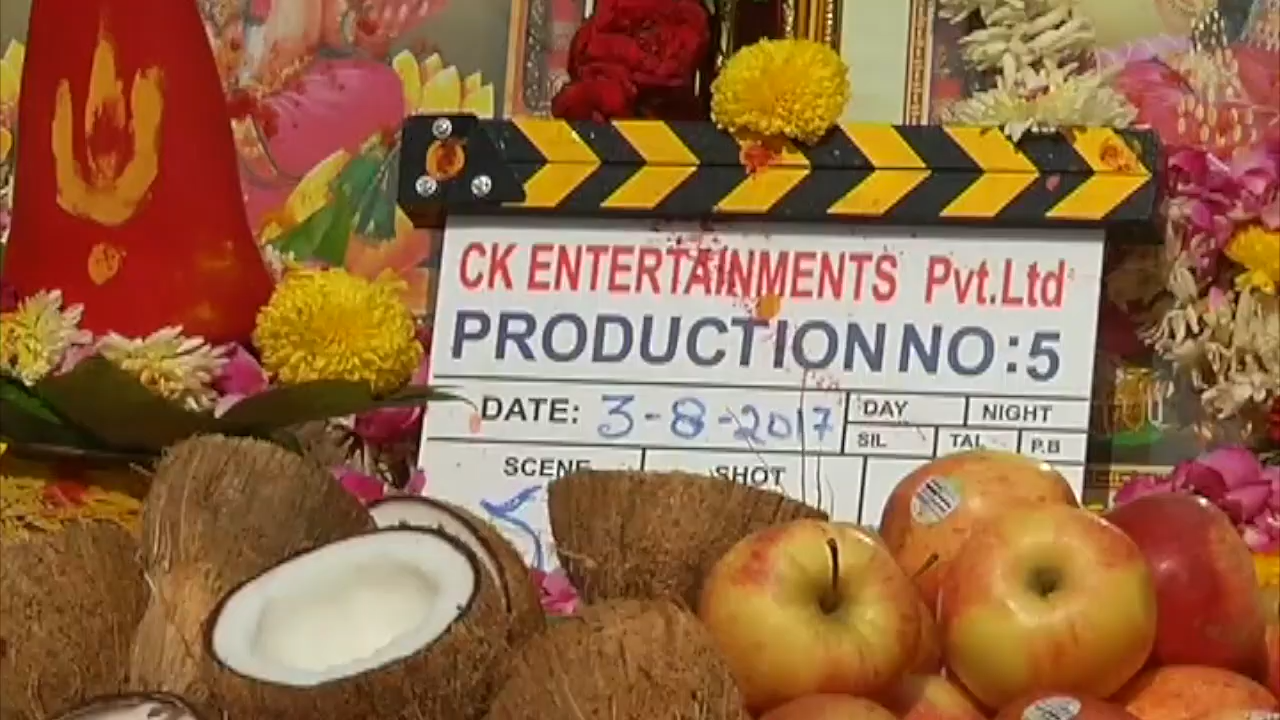 CK ENTERTAINMENTS Pvt.Ltd
PRODUCTION NO:5
DATE: 3-8-2017
DAY NIGHT
SIL TAL P.B
SCENE SHOT